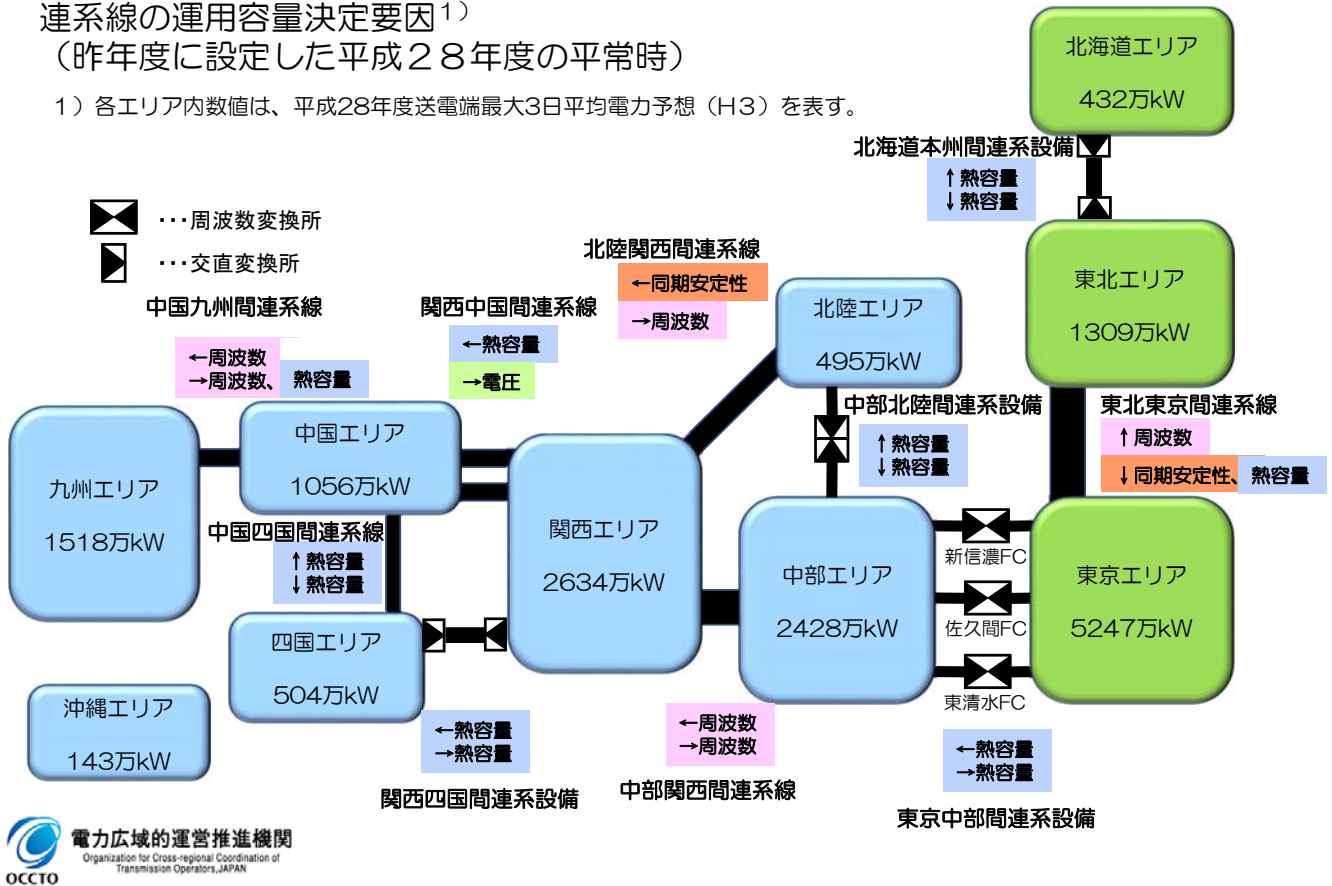 連系線の運用容量決定要因1）
（昨年度に設定した平成２８年度の平常時）
1）各エリア内数値は、平成28年度送電端最大3日平均電力予想（H3）を表す。
北海道エリア
432万kW
北海道本州間連系設備
↑熱容量
↓熱容量
･･･周波数変換所
･･･交直変換所
東北エリア
1309万kW
北陸関西間連系線
←同期安定性
→周波数
北陸エリア
495万kW
中国九州間連系線
←周波数
→周波数、熱容量
関西中国間連系線
←熱容量
→電圧
中部北陸間連系設備
↑熱容量
↓熱容量
東北東京間連系線
↑周波数
↓同期安定性、熱容量
九州エリア
1518万kW
中国エリア
1056万kW
中国四国間連系線
↑熱容量
↓熱容量
関西エリア
2634万kW
中部エリア
2428万kW
新信濃FC
佐久間FC
東清水FC
東京エリア
5247万kW
四国エリア
504万kW
沖縄エリア
143万kW
←熱容量
→熱容量
関西四国間連系設備
←周波数
→周波数
中部関西間連系線
←熱容量
→熱容量
東京中部間連系設備
OCCTO
電力広域的運営推進機関
Organization for Cross-regional Coordination of
Transmission Operators,JAPAN